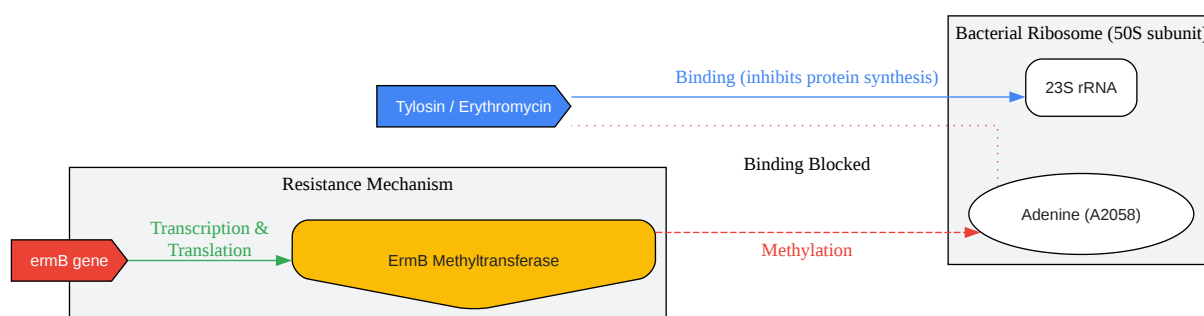 Bacterial Ribosome (50S subunit)
Binding (inhibits protein synthesis)
23S rRNA
Tylosin / Erythromycin
Binding Blocked
Resistance Mechanism
Adenine (A2058)
Transcription &
Translation
Methylation
ermB gene
ErmB Methyltransferase